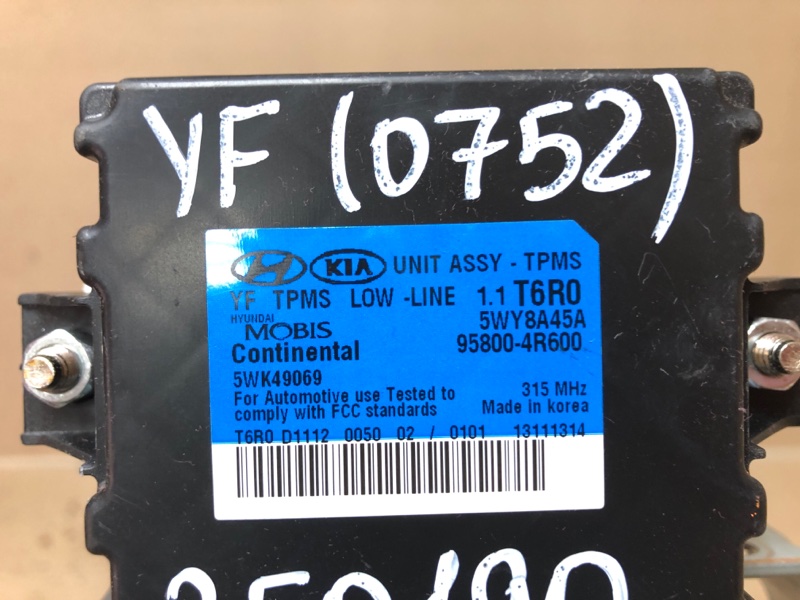 YF (0752)
KIA UNIT ASSY - TPMS
YF TPMS LOW -LINE 1.1 T6R0
HYUNDAI
MOBIS 5WY8A45A
Continental 95800-4R600
5WK49069
For Automotive use Tested to 315 MHz
comply with FCC standards Made in korea
T6R0 D1112 0050 02 / 0101 13111314